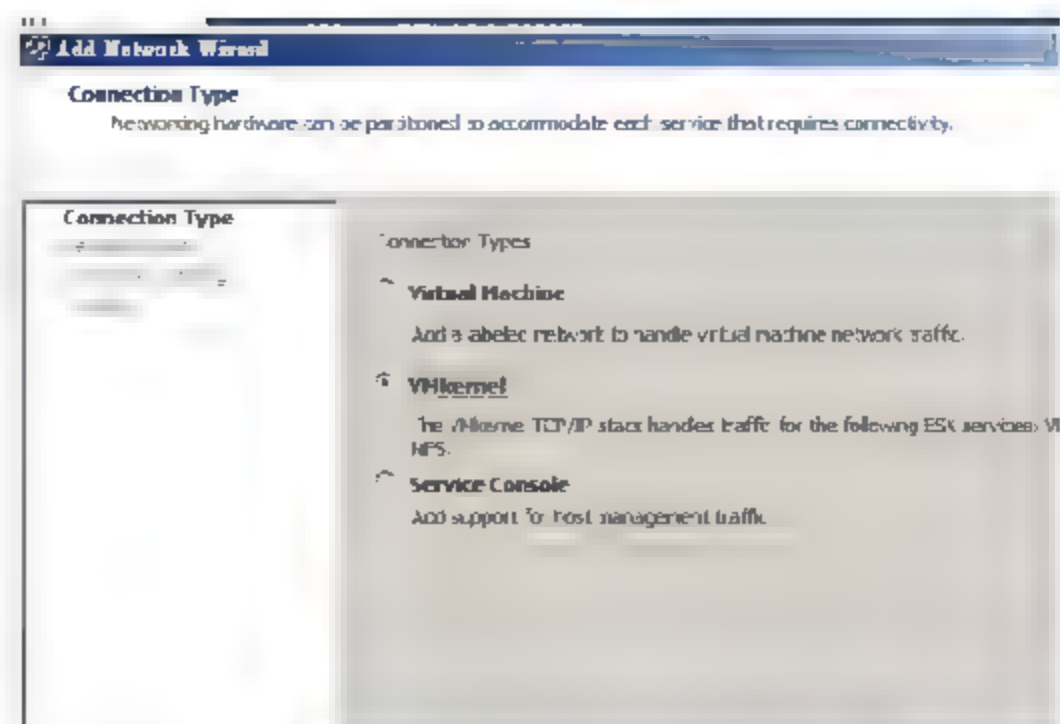 Add Network Wizard
Connection Type
Networking hardware can be partitioned to accommodate each service that requires connectivity.
Connection Type
Connection Types
Virtual Machine
Add a labeled network to handle virtual machine network traffic.
VMkernel
The VMkernel TCP/IP stack handles traffic for the following ESX services:
NFS.
Service Console
Add support for host management traffic.